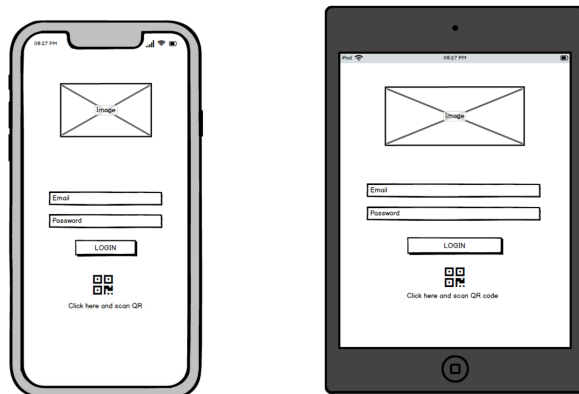 08:27 PM
Image
Email
Password
LOGIN
Click here and scan QR
iPad
08:27 PM
Image
Email
Password
LOGIN
Click here and scan QR code